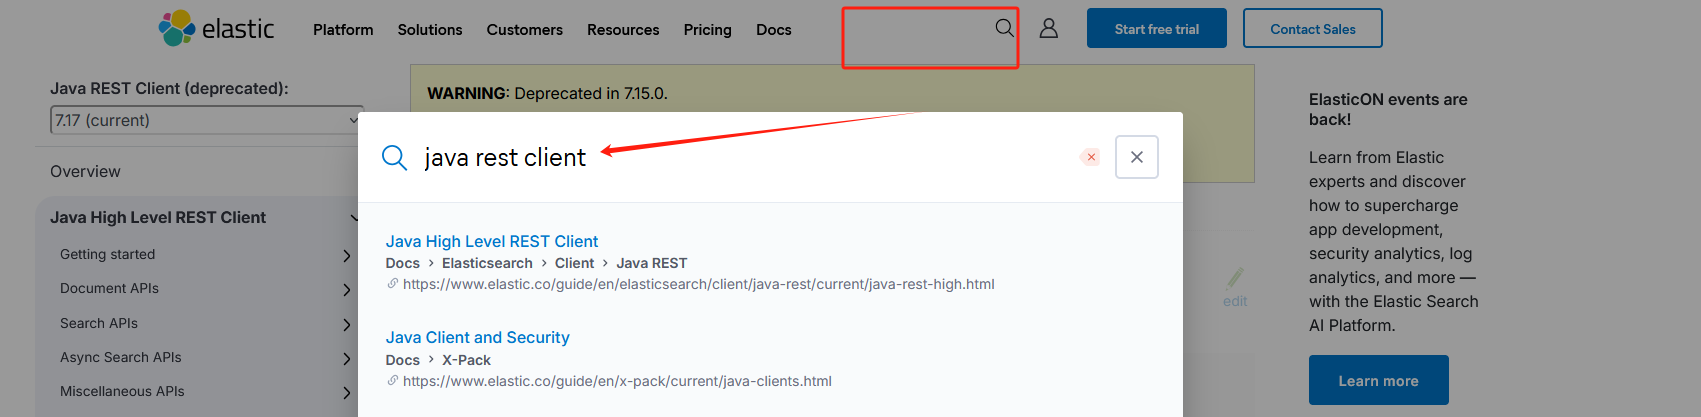 elastic
Platform Solutions Customers Resources Pricing Docs
Start free trial
Contact Sales
Java REST Client (deprecated):
7.17 (current)
Overview
Java High Level REST Client
Getting started
Document APIs
Search APIs
Async Search APIs
Miscellaneous APIs
WARNING: Deprecated in 7.15.0.
java rest client
Java High Level REST Client
Docs > Elasticsearch > Client > Java REST
https://www.elastic.co/guide/en/elasticsearch/client/java-rest/current/java-rest-high.html
Java Client and Security
Docs > X-Pack
https://www.elastic.co/guide/en/x-pack/current/java-clients.html
edit
ElasticON events are
back!
Learn from Elastic
experts and discover
how to supercharge
app development,
security analytics, log
analytics, and more —
with the Elastic Search
AI Platform.
Learn more